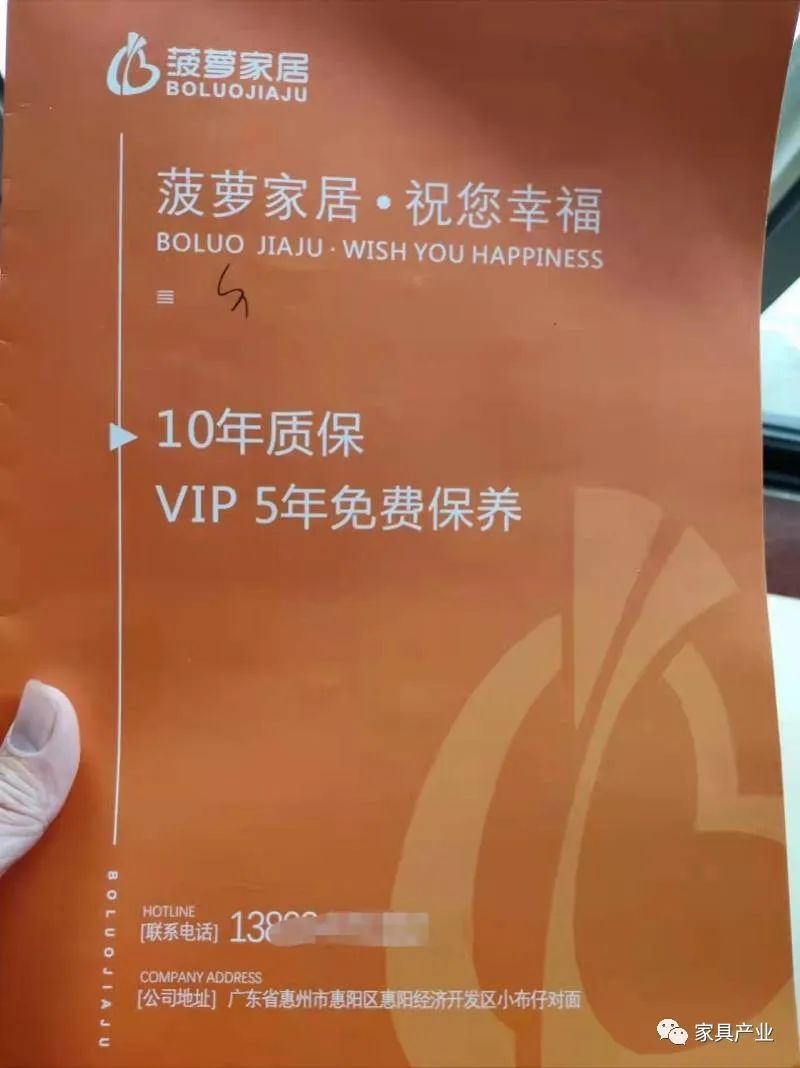 菠萝家居
BOLUOJIAJU
菠萝家居·祝您幸福
BOLUO JIAJU · WISH YOU HAPPINESS
10年质保
VIP 5年免费保养
BOLUOJIAJU
HOTLINE
[联系电话] 138
COMPANY ADDRESS
[公司地址] 广东省惠州市惠阳区惠阳经济开发区小布仔对面
家具产业